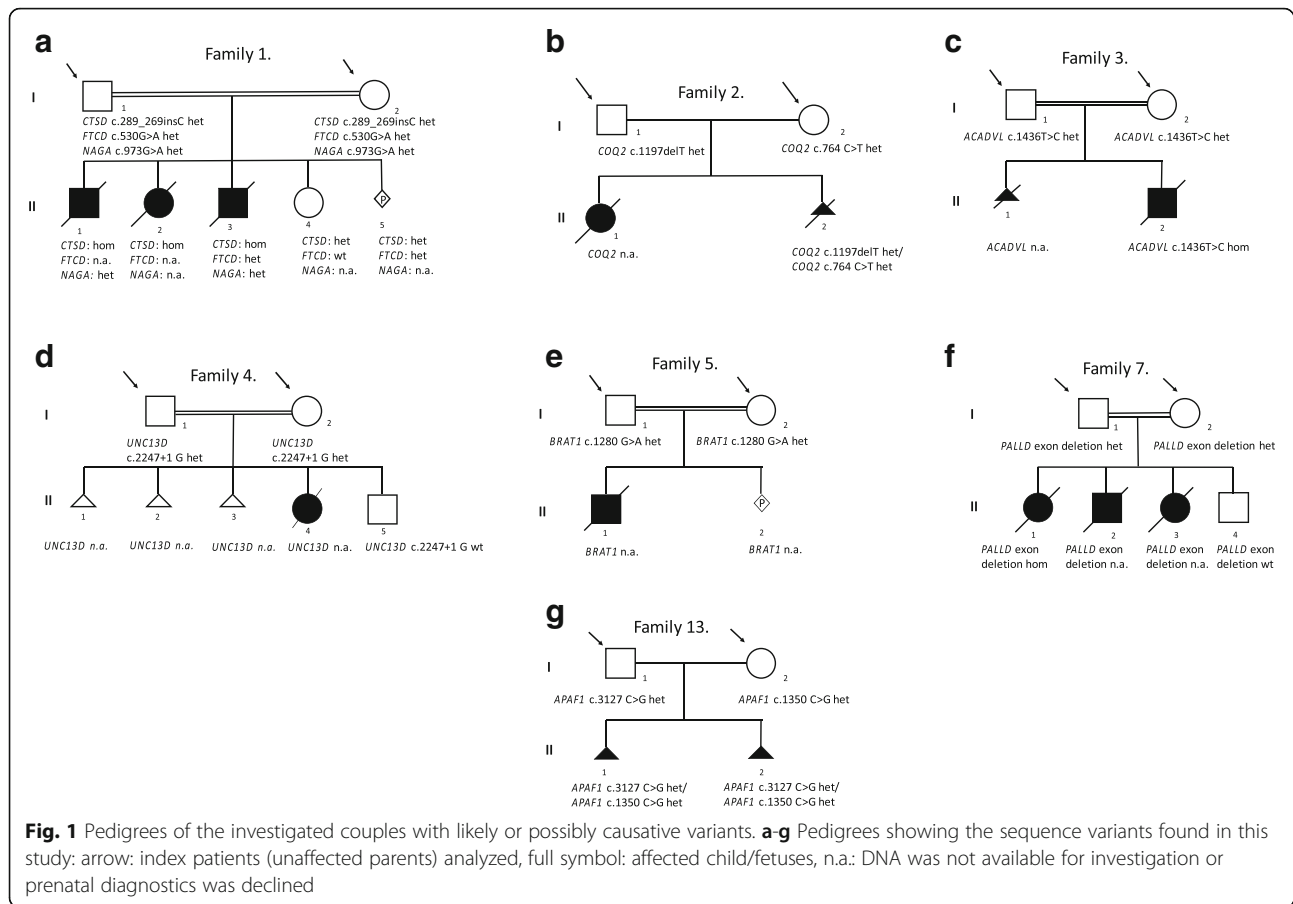 a
Family 1.
I
1
2
CTSD c.289_269insC het
FTCD c.530G>A het
NAGA c.973G>A het
CTSD c.289_269insC het
FTCD c.530G>A het
NAGA c.973G>A het
II
P
1
2
3
4
5
CTSD: hom
FTCD: n.a.
NAGA: het
CTSD: hom
FTCD: n.a.
NAGA: n.a.
CTSD: hom
FTCD: het
NAGA: het
CTSD: het
FTCD: wt
NAGA: n.a.
CTSD: het
FTCD: het
NAGA: n.a.
b
Family 2.
I
1
2
COQ2 c.1197delT het
COQ2 c.764 C>T het
II
1
2
COQ2 n.a.
COQ2 c.1197delT het/
COQ2 c.764 C>T het
c
Family 3.
I
1
2
ACADVL c.1436T>C het
ACADVL c.1436T>C het
II
1
2
ACADVL n.a.
ACADVL c.1436T>C hom
d
Family 4.
I
1
2
UNC13D
c.2247+1 G het
UNC13D
c.2247+1 G het
II
1
2
3
4
5
UNC13D n.a.
UNC13D n.a.
UNC13D n.a.
UNC13D n.a.
UNC13D c.2247+1 G wt
e
Family 5.
I
1
2
BRAT1 c.1280 G>A het
BRAT1 c.1280 G>A het
II
P
1
2
BRAT1 n.a.
BRAT1 n.a.
f
Family 7.
I
1
2
PALLD exon deletion het
PALLD exon deletion het
II
1
2
3
4
PALLD exon
deletion hom
PALLD exon
deletion n.a.
PALLD exon
deletion n.a.
PALLD exon
deletion wt
g
Family 13.
I
1
2
APAF1 c.3127 C>G het
APAF1 c.1350 C>G het
II
1
2
APAF1 c.3127 C>G het/
APAF1 c.1350 C>G het
APAF1 c.3127 C>G het/
APAF1 c.1350 C>G het
Fig. 1 Pedigrees of the investigated couples with likely or possibly causative variants. a-g Pedigrees showing the sequence variants found in this
study: arrow: index patients (unaffected parents) analyzed, full symbol: affected child/fetuses, n.a.: DNA was not available for investigation or
prenatal diagnostics was declined